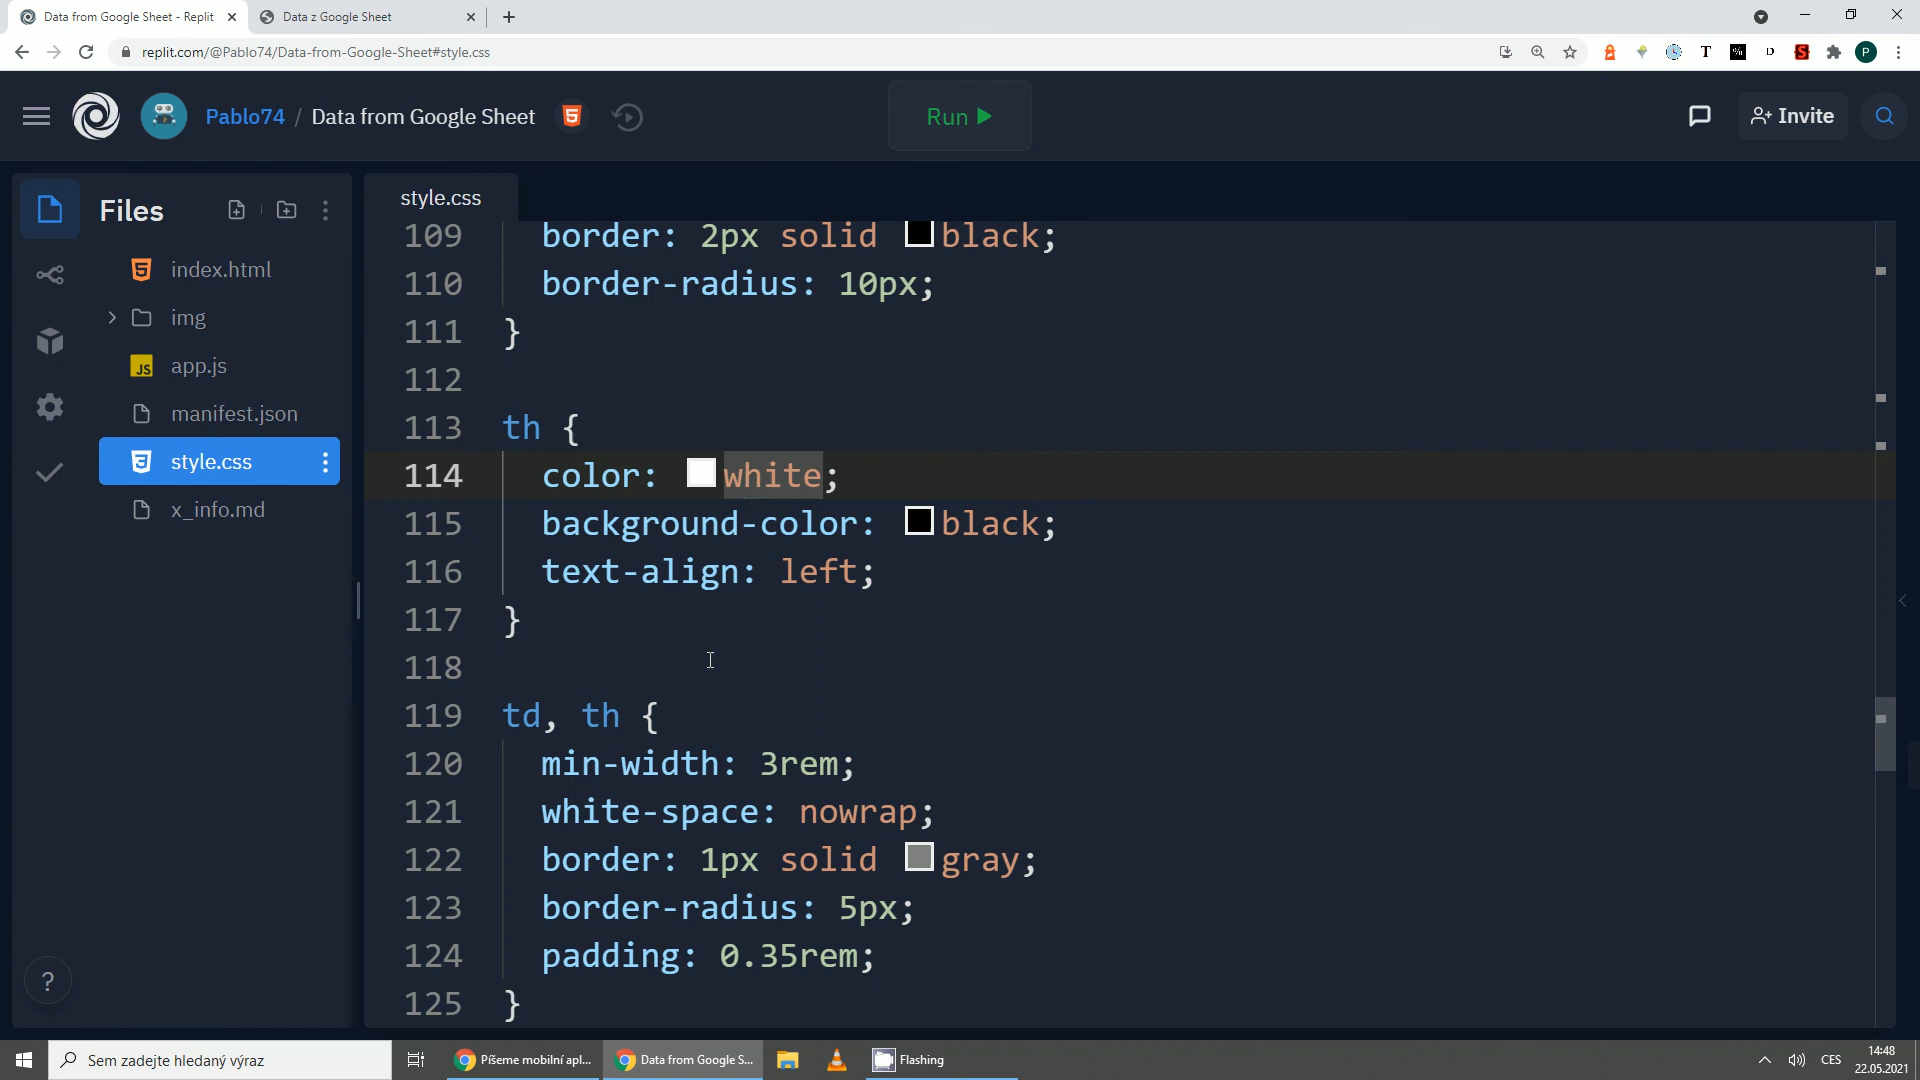 Data from Google Sheet - Replit
Data z Google Sheet
replit.com/@Pablo74/Data-from-Google-Sheet#style.css
Pablo74 / Data from Google Sheet
Run
Invite
Files
style.css
index.html
img
app.js
manifest.json
style.css
x_info.md
109 border: 2px solid black;
110 border-radius: 10px;
111 }
112
113 th {
114 color: white;
115 background-color: black;
116 text-align: left;
117 }
118
119 td, th {
120 min-width: 3rem;
121 white-space: nowrap;
122 border: 1px solid gray;
123 border-radius: 5px;
124 padding: 0.35rem;
125 }
?
Sem zadejte hledaný výraz
Píšeme mobilní apl...
Data from Google S...
Flashing
CES
14:48
22.05.2021